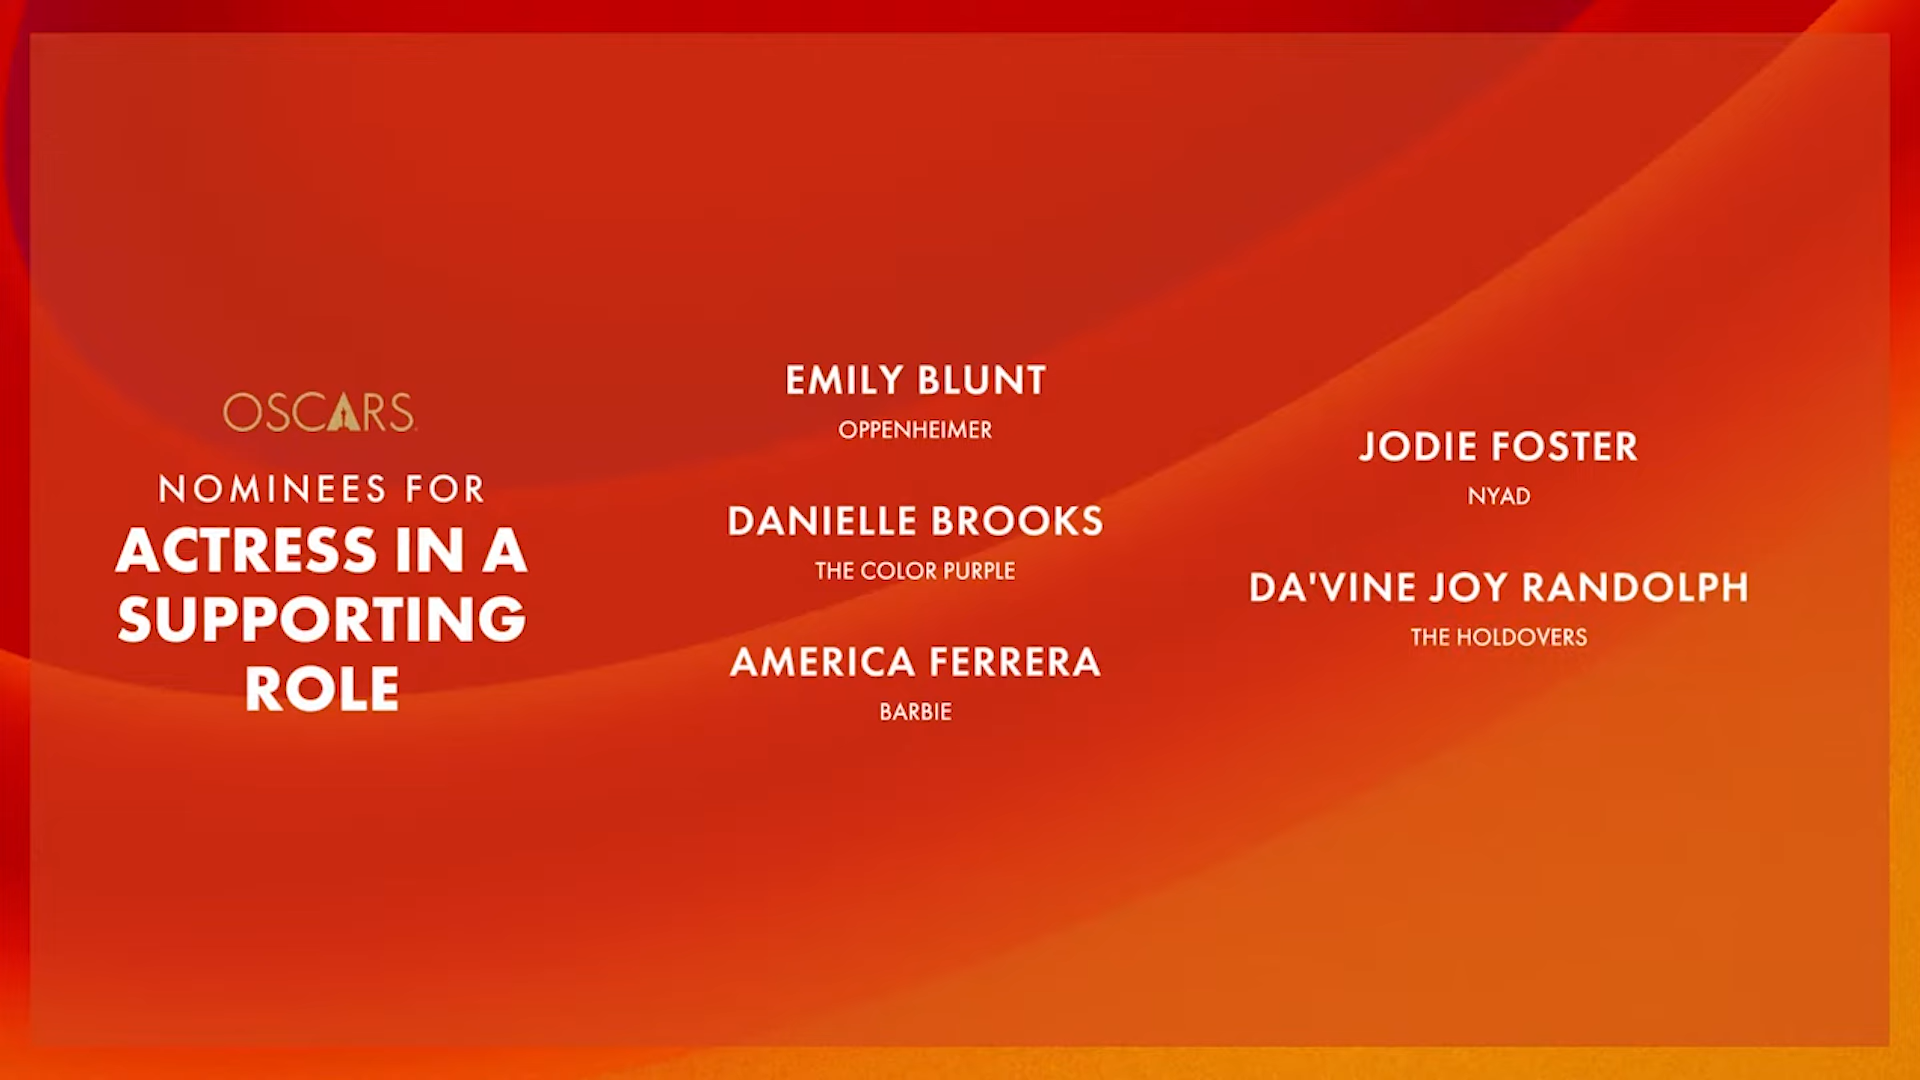 OSCARS
NOMINEES FOR
ACTRESS IN A
SUPPORTING
ROLE
EMILY BLUNT
OPPENHEIMER
DANIELLE BROOKS
THE COLOR PURPLE
AMERICA FERRERA
BARBIE
JODIE FOSTER
NYAD
DA'VINE JOY RANDOLPH
THE HOLDOVERS